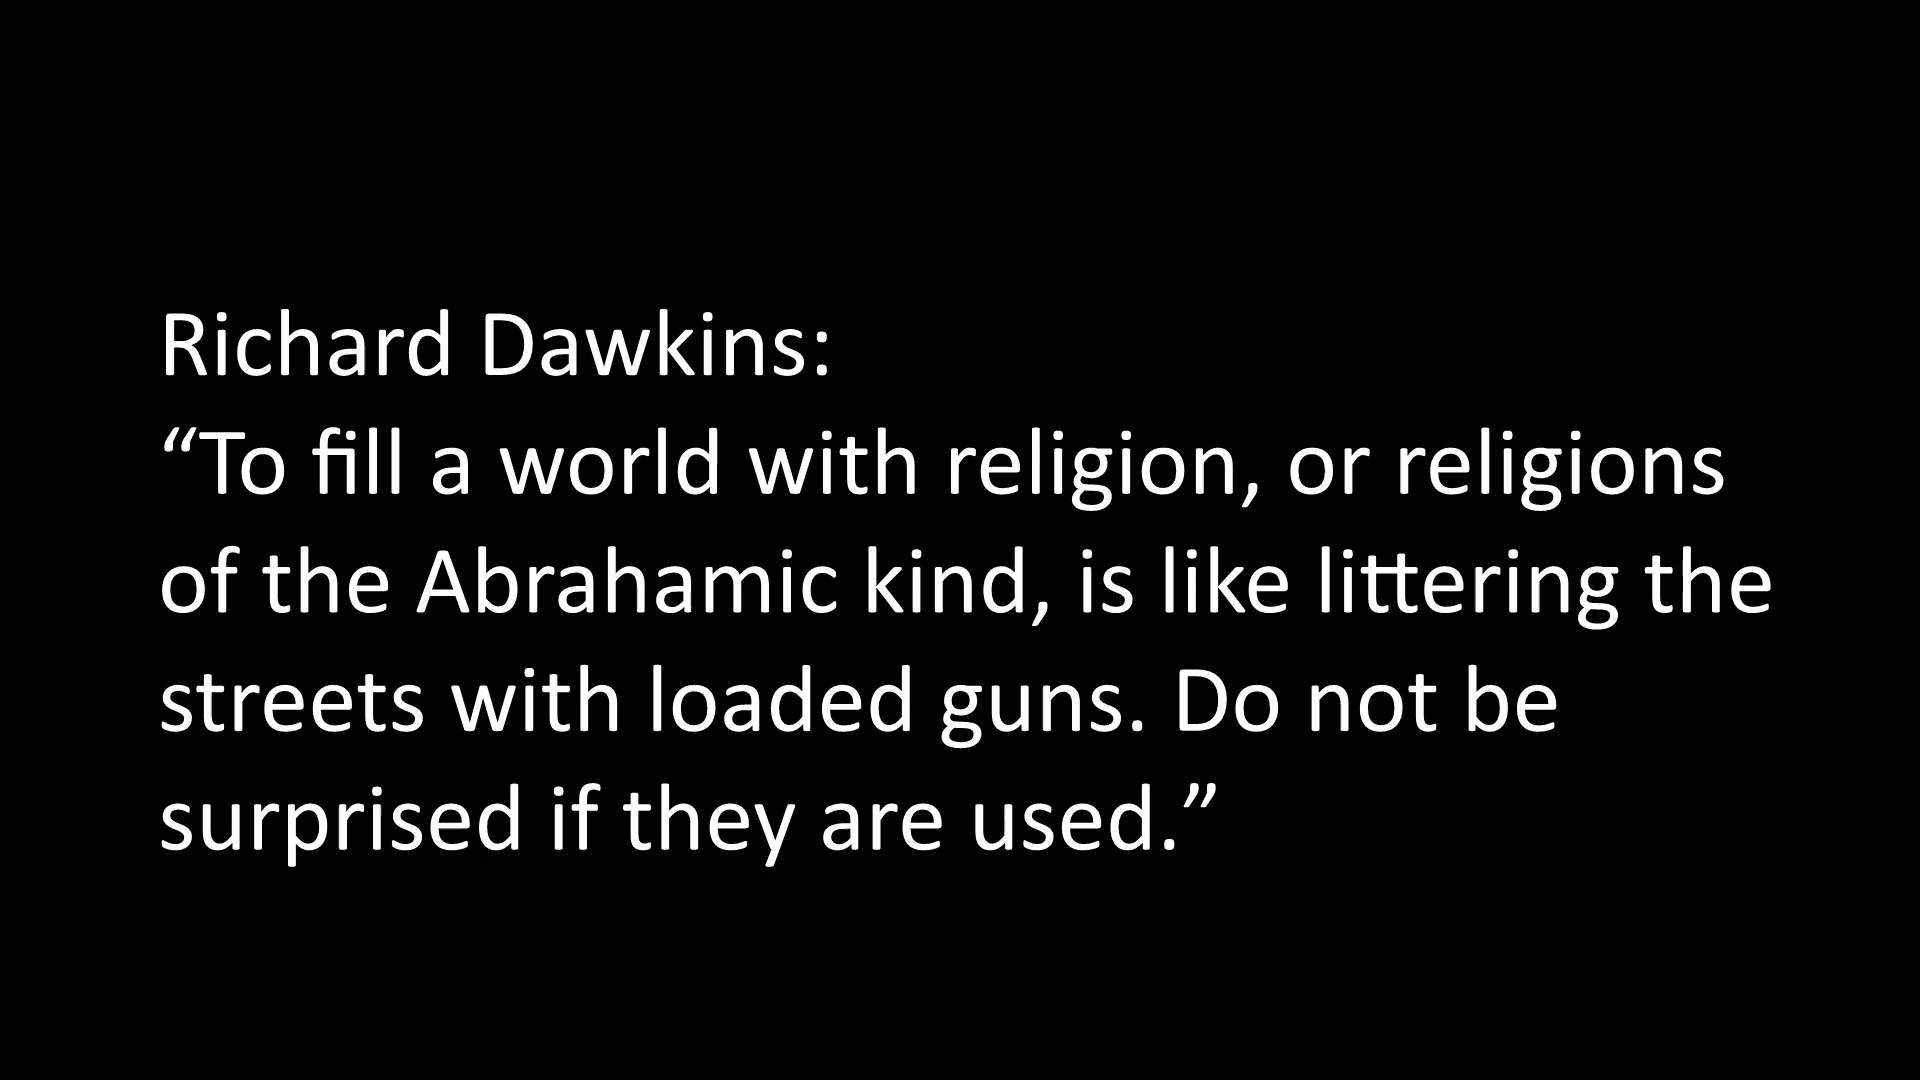 Richard Dawkins:
“To fill a world with religion, or religions
of the Abrahamic kind, is like littering the
streets with loaded guns. Do not be
surprised if they are used.”